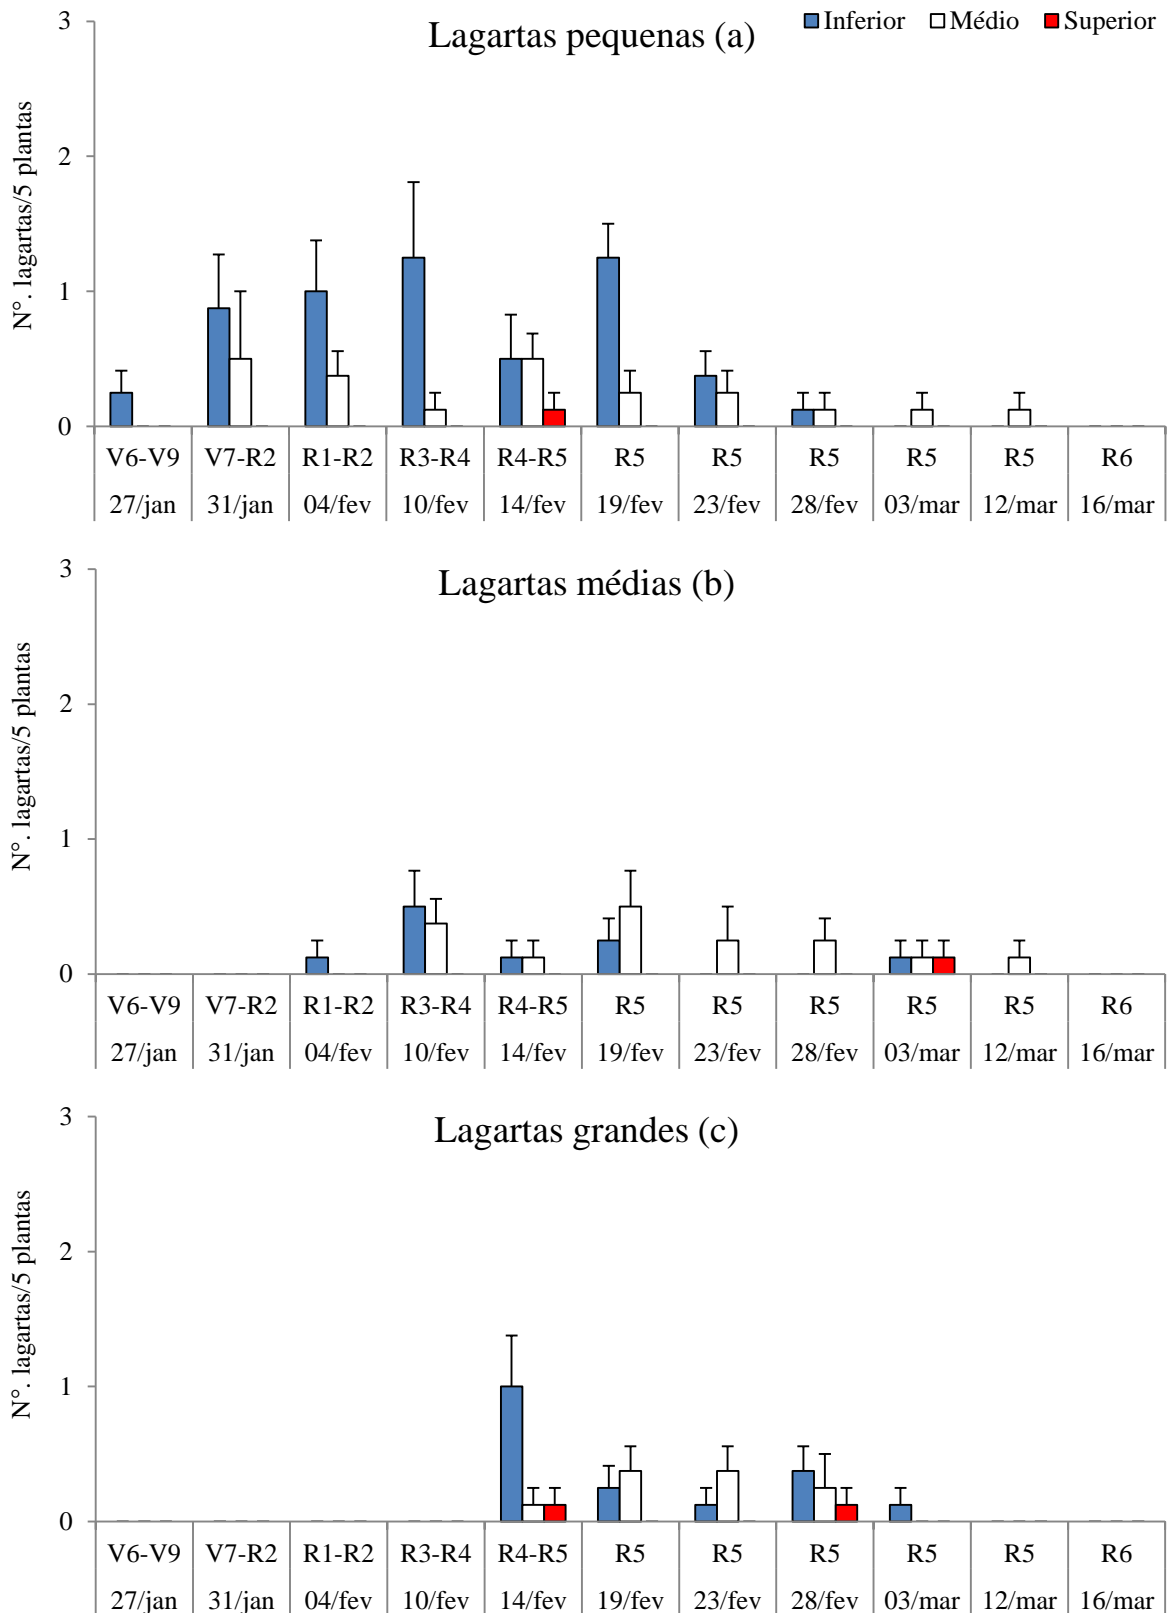 Lagartas pequenas (a)
Inferior Médio Superior
N°. lagartas/5 plantas
3
2
1
0
V6-V9 V7-R2 R1-R2 R3-R4 R4-R5 R5 R5 R5 R5 R5 R6
27/jan 31/jan 04/fev 10/fev 14/fev 19/fev 23/fev 28/fev 03/mar 12/mar 16/mar
Lagartas médias (b)
N°. lagartas/5 plantas
3
2
1
0
V6-V9 V7-R2 R1-R2 R3-R4 R4-R5 R5 R5 R5 R5 R5 R6
27/jan 31/jan 04/fev 10/fev 14/fev 19/fev 23/fev 28/fev 03/mar 12/mar 16/mar
Lagartas grandes (c)
N°. lagartas/5 plantas
3
2
1
0
V6-V9 V7-R2 R1-R2 R3-R4 R4-R5 R5 R5 R5 R5 R5 R6
27/jan 31/jan 04/fev 10/fev 14/fev 19/fev 23/fev 28/fev 03/mar 12/mar 16/mar